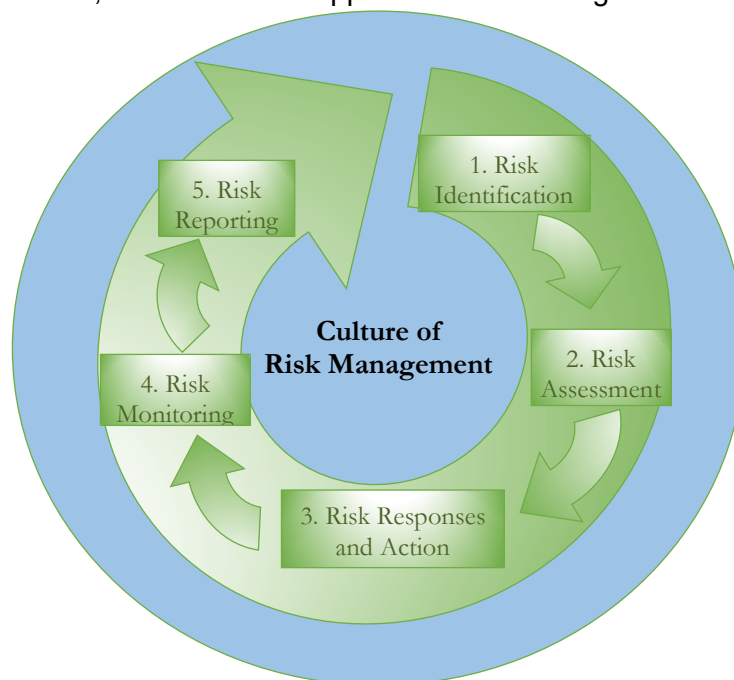 1. Risk
Identification
2. Risk
Assessment
3. Risk Responses
and Action
4. Risk
Monitoring
5. Risk
Reporting
Culture of
Risk Management